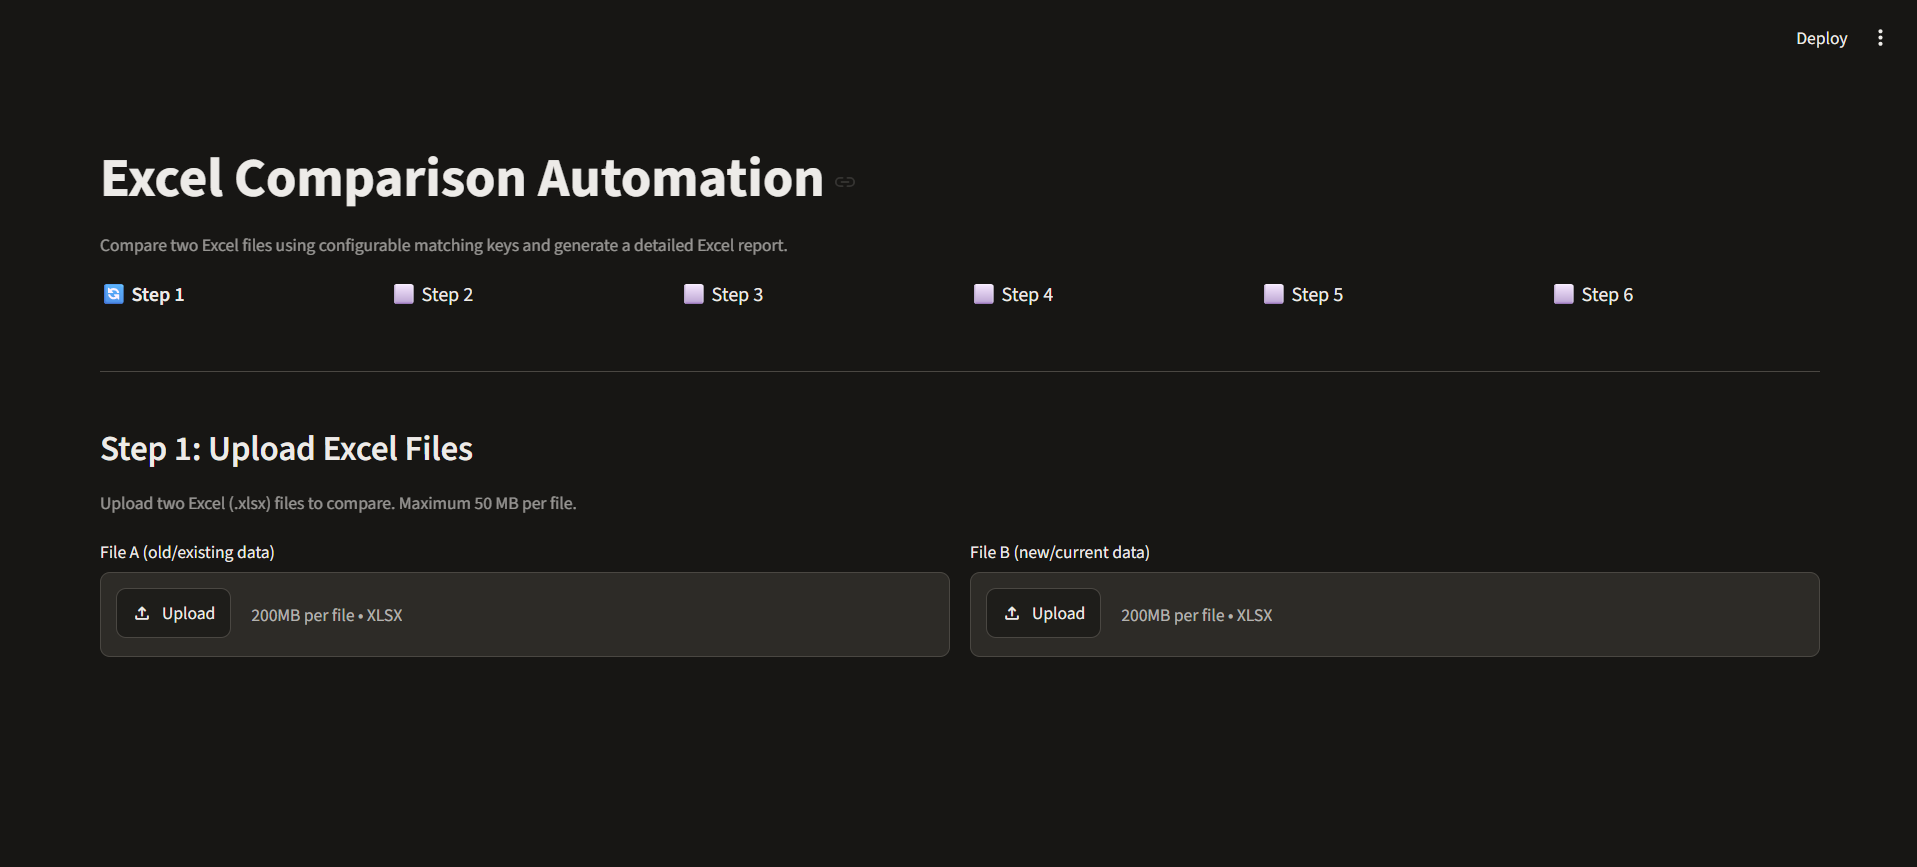 Deploy
Excel Comparison Automation
Compare two Excel files using configurable matching keys and generate a detailed Excel report.
Step 1
Step 2
Step 3
Step 4
Step 5
Step 6
Step 1: Upload Excel Files
Upload two Excel (.xlsx) files to compare. Maximum 50 MB per file.
File A (old/existing data)
Upload
200MB per file • XLSX
File B (new/current data)
Upload
200MB per file • XLSX